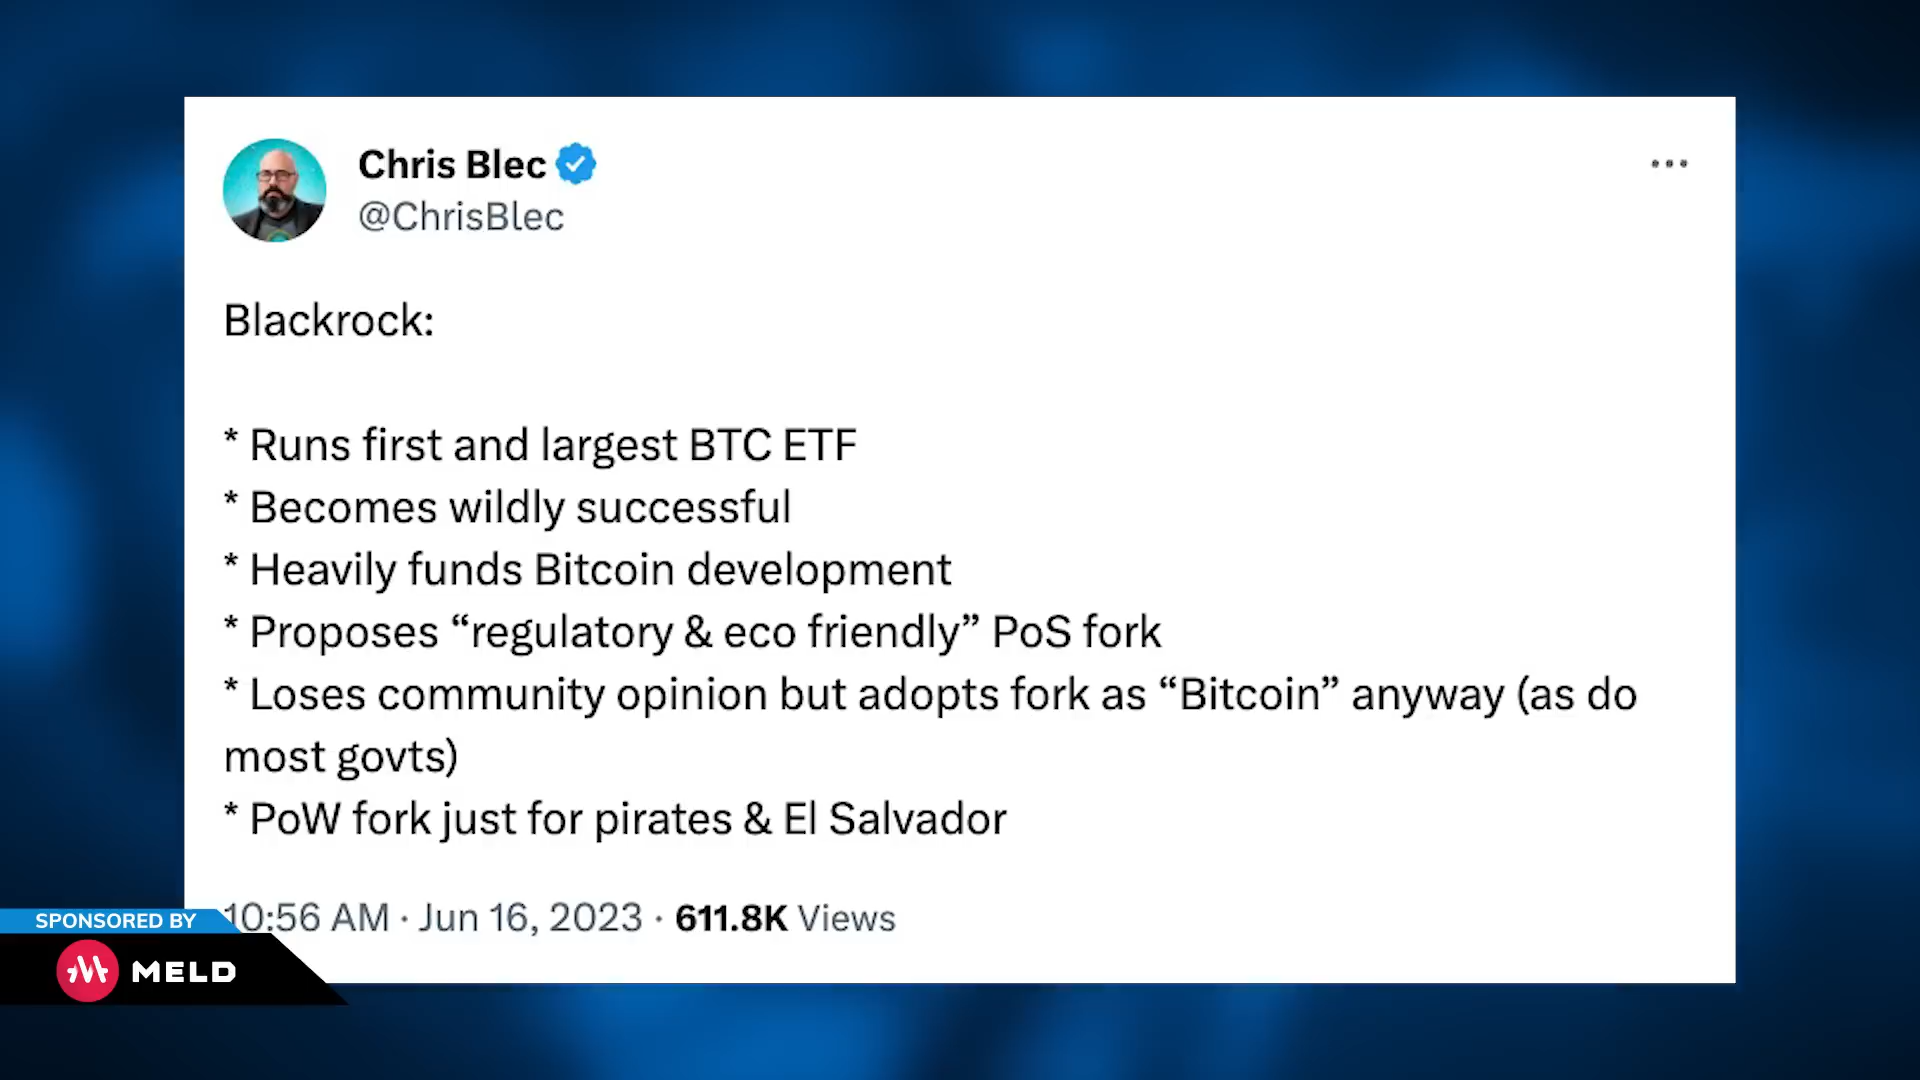 Chris Blec
@ChrisBlec
Blackrock:
* Runs first and largest BTC ETF
* Becomes wildly successful
* Heavily funds Bitcoin development
* Proposes “regulatory & eco friendly” PoS fork
* Loses community opinion but adopts fork as “Bitcoin” anyway (as do
most govts)
* PoW fork just for pirates & El Salvador
10:56 AM · Jun 16, 2023 · 611.8K Views
SPONSORED BY
MELD